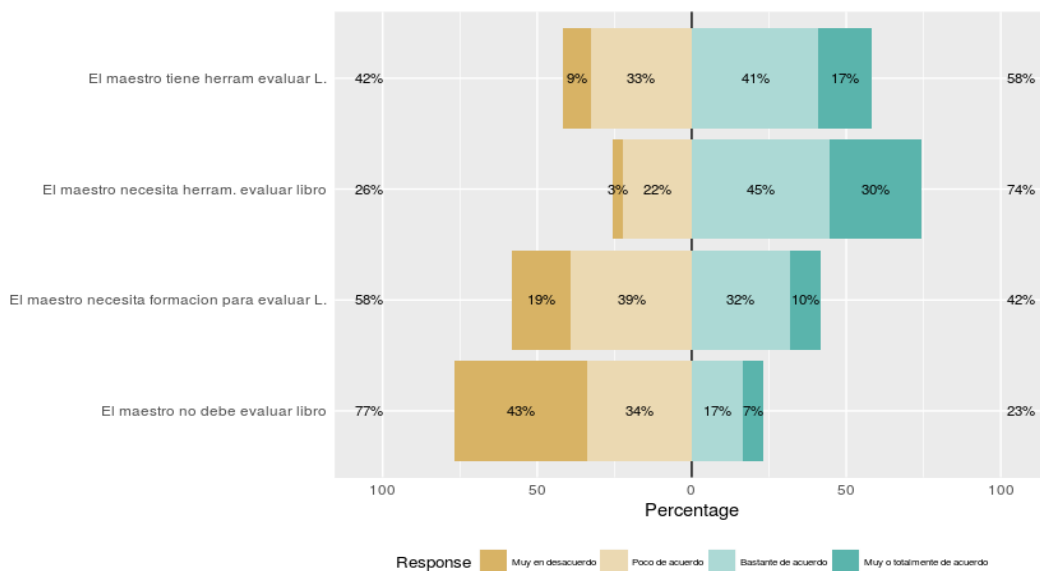 El maestro tiene herram evaluar L. 42% 9% 33% 41% 17% 58%
El maestro necesita herram. evaluar libro 26% 3% 22% 45% 30% 74%
El maestro necesita formacion para evaluar L. 58% 19% 39% 32% 10% 42%
El maestro no debe evaluar libro 77% 43% 34% 17% 7% 23%
100 50 0 50 100
Percentage
Response Muy en desacuerdo Poco de acuerdo Bastante de acuerdo Muy o totalmente de acuerdo